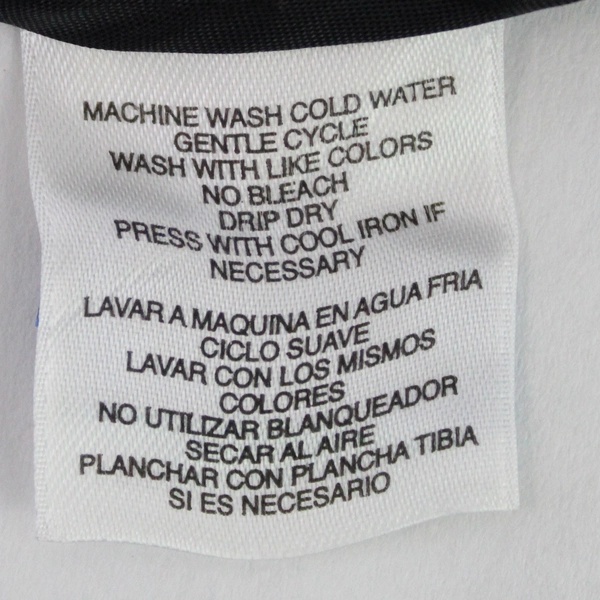 MACHINE WASH COLD WATER
GENTLE CYCLE
WASH WITH LIKE COLORS
NO BLEACH
DRIP DRY
PRESS WITH COOL IRON IF
NECESSARY
LAVAR A MAQUINA EN AGUA FRIA
CICLO SUAVE
LAVAR CON LOS MISMOS
COLORES
NO UTILIZAR BLANQUEADOR
SECAR AL AIRE
PLANCHAR CON PLANCHA TIBIA
SI ES NECESARIO